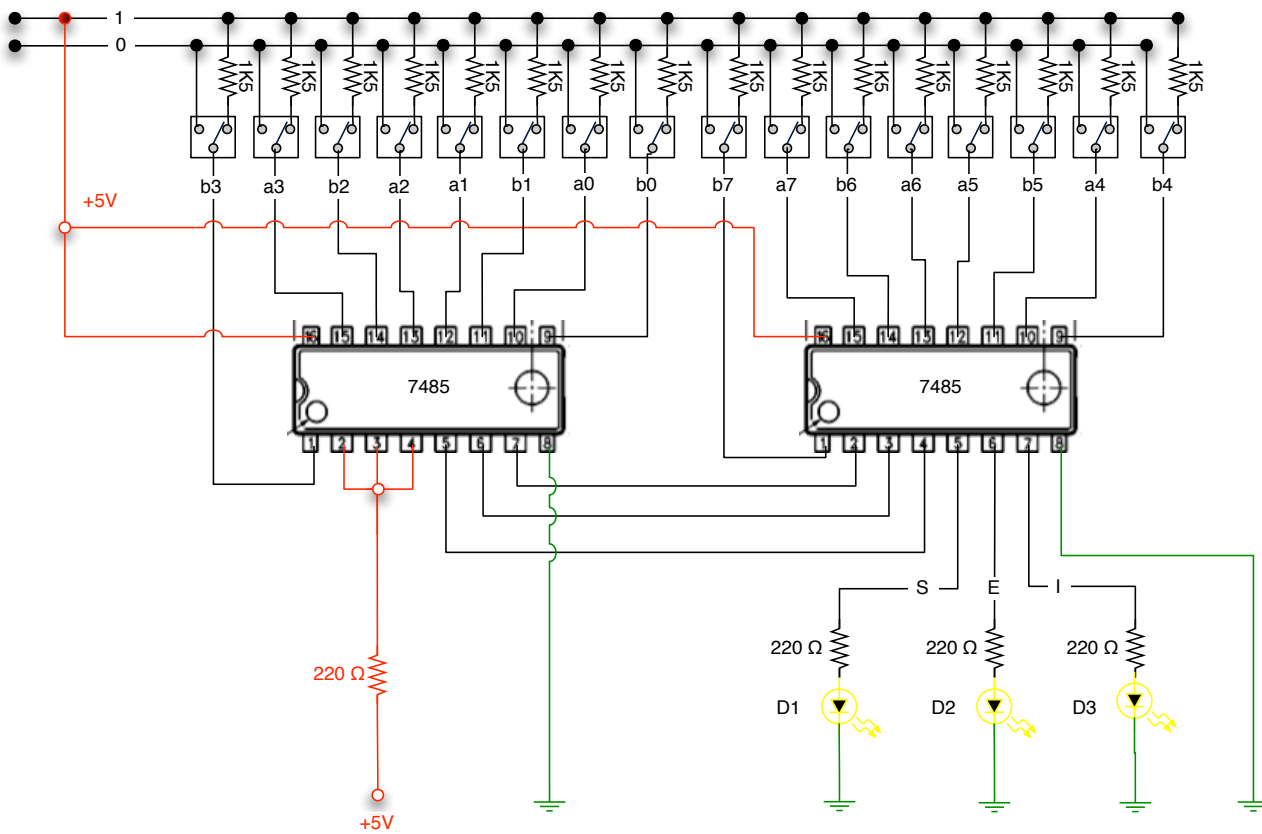 1
0
1K5 1K5 1K5 1K5 1K5 1K5 1K5 1K5 1K5 1K5 1K5 1K5 1K5 1K5 1K5 1K5
b3 a3 b2 a2 a1 b1 a0 b0 b7 a7 b6 a6 a5 b5 a4 b4
+5V
16 15 14 13 12 11 10 9 16 15 14 13 12 11 10 9
7485 7485
1 2 3 4 5 6 7 8 1 2 3 4 5 6 7 8
S E I
220 Ω 220 Ω 220 Ω
220 Ω
D1 D2 D3
+5V